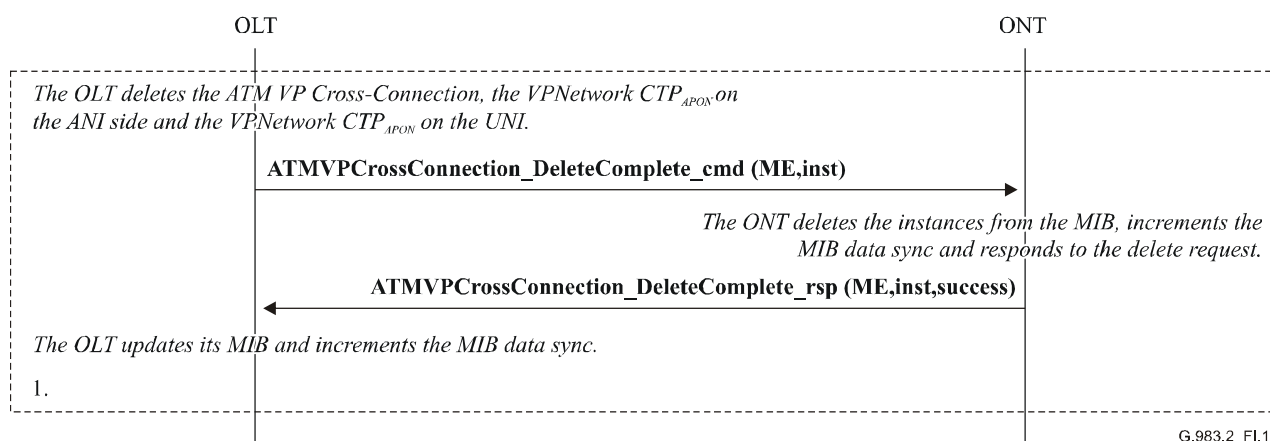 OLT ONT
The OLT deletes the ATM VP Cross-Connection, the VPNetwork CTP_APON on
the ANI side and the VPNetwork CTP_APON on the UNI.
ATMVPCrossConnection_DeleteComplete_cmd (ME,inst)
The ONT deletes the instances from the MIB, increments the
MIB data sync and responds to the delete request.
ATMVPCrossConnection_DeleteComplete_rsp (ME,inst,success)
The OLT updates its MIB and increments the MIB data sync.
1.
G.983.2_FI.1